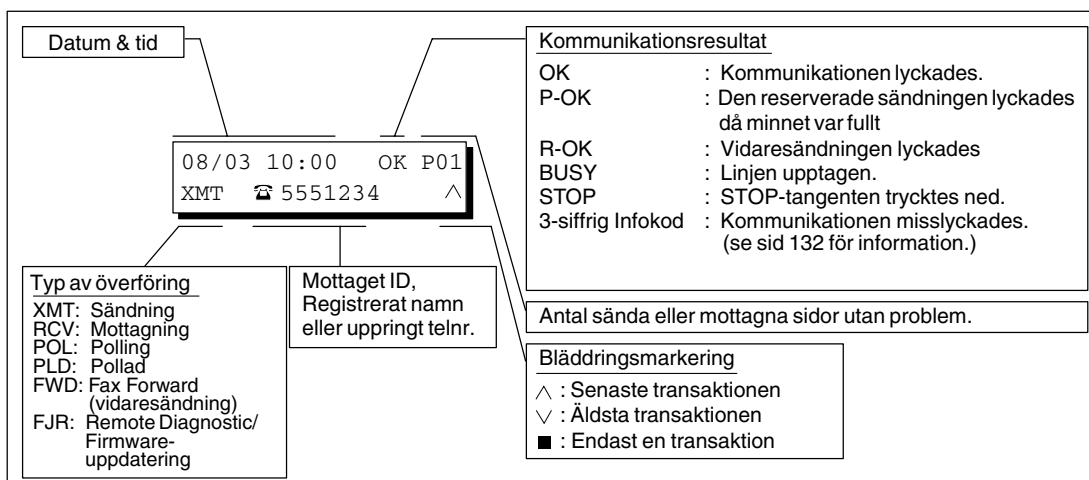 Datum & tid
Kommunikationsresultat
OK : Kommunikationen lyckades.
P-OK : Den reserverade sändningen lyckades
då minnet var fullt
R-OK : Vidaresändningen lyckades
BUSY : Linjen upptagen.
STOP : STOP-tangenten trycktes ned.
3-siffrig Infokod : Kommunikationen misslyckades.
(se sid 132 för information.)
08/03 10:00 OK P01
XMT ☎ 5551234 ∧
Typ av överföring
XMT: Sändning
RCV: Mottagning
POL: Polling
PLD: Pollad
FWD: Fax Forward
(vidaresändning)
FJR: Remote Diagnostic/
Firmware-
uppdatering
Mottaget ID,
Registrerat namn
eller uppringt telnr.
Antal sända eller mottagna sidor utan problem.
Bläddringsmarkering
∧ : Senaste transaktionen
∨ : Äldsta transaktionen
■ : Endast en transaktion